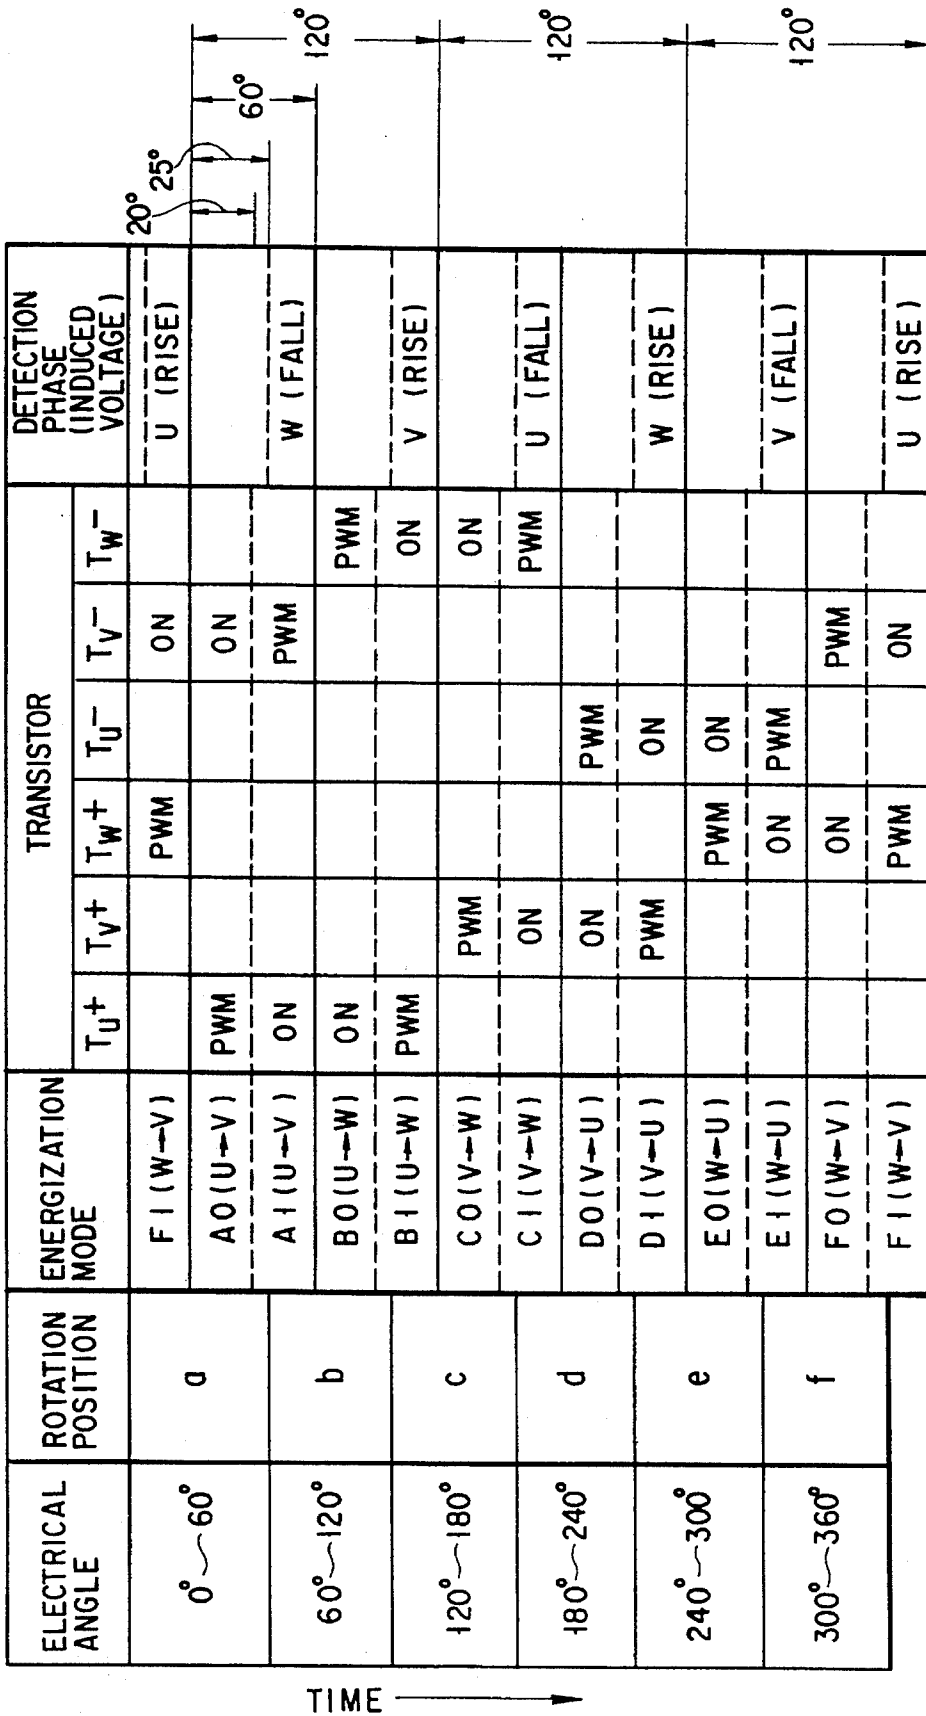 ELECTRICAL ANGLE
ROTATION POSITION
ENERGIZATION MODE
TRANSISTOR
DETECTION PHASE (INDUCED VOLTAGE)
TU+ TV+ TW+ TU- TV- TW-
0°~60°
60°~120°
120°~180°
180°~240°
240°~300°
300°~360°
a
b
c
d
e
f
F1(W→V) PWM ON U (RISE)
A0(U→V) PWM ON
A1(U→V) ON PWM W (FALL)
B0(U→W) ON PWM
B1(U→W) PWM ON V (RISE)
C0(V→W) PWM ON
C1(V→W) ON PWM U (FALL)
D0(V→U) ON PWM
D1(V→U) PWM ON W (RISE)
E0(W→U) PWM ON
E1(W→U) ON PWM V (FALL)
F0(W→V) ON PWM
F1(W→V) PWM ON U (RISE)
20°
25°
60°
120°
120°
120°
TIME